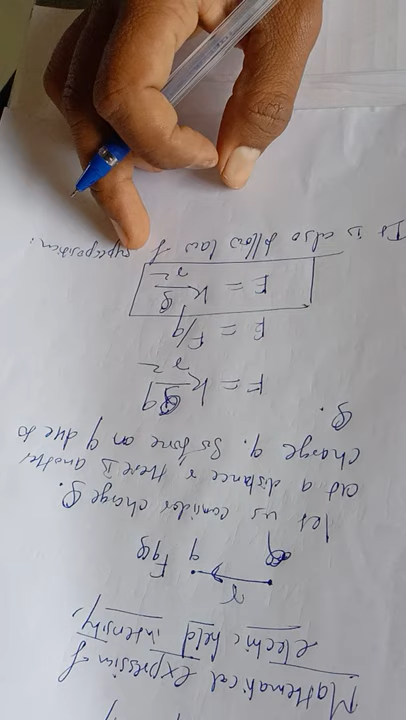 Mathematical expression of
electric field intensity,
r
Q q FqQ
let us consider charge Q.
at a distance r there is another
charge q. So force on q due to
Q.
F = k Qq/r²
E = F/q
E = k Q/r²
It is also follow law of
superposition: